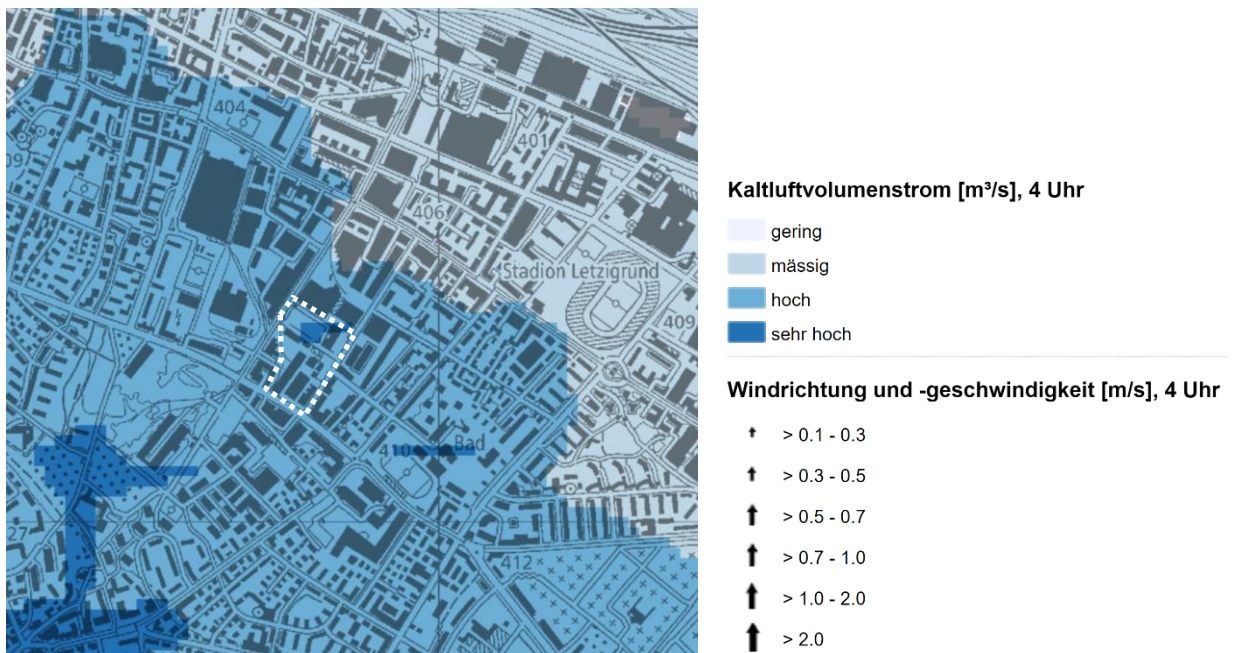 404
401
09
406
Stadion Letzigrund
409
410
Bad
27
412
Kaltluftvolumenstrom [m³/s], 4 Uhr
gering
mässig
hoch
sehr hoch
Windrichtung und -geschwindigkeit [m/s], 4 Uhr
> 0.1 - 0.3
> 0.3 - 0.5
> 0.5 - 0.7
> 0.7 - 1.0
> 1.0 - 2.0
> 2.0